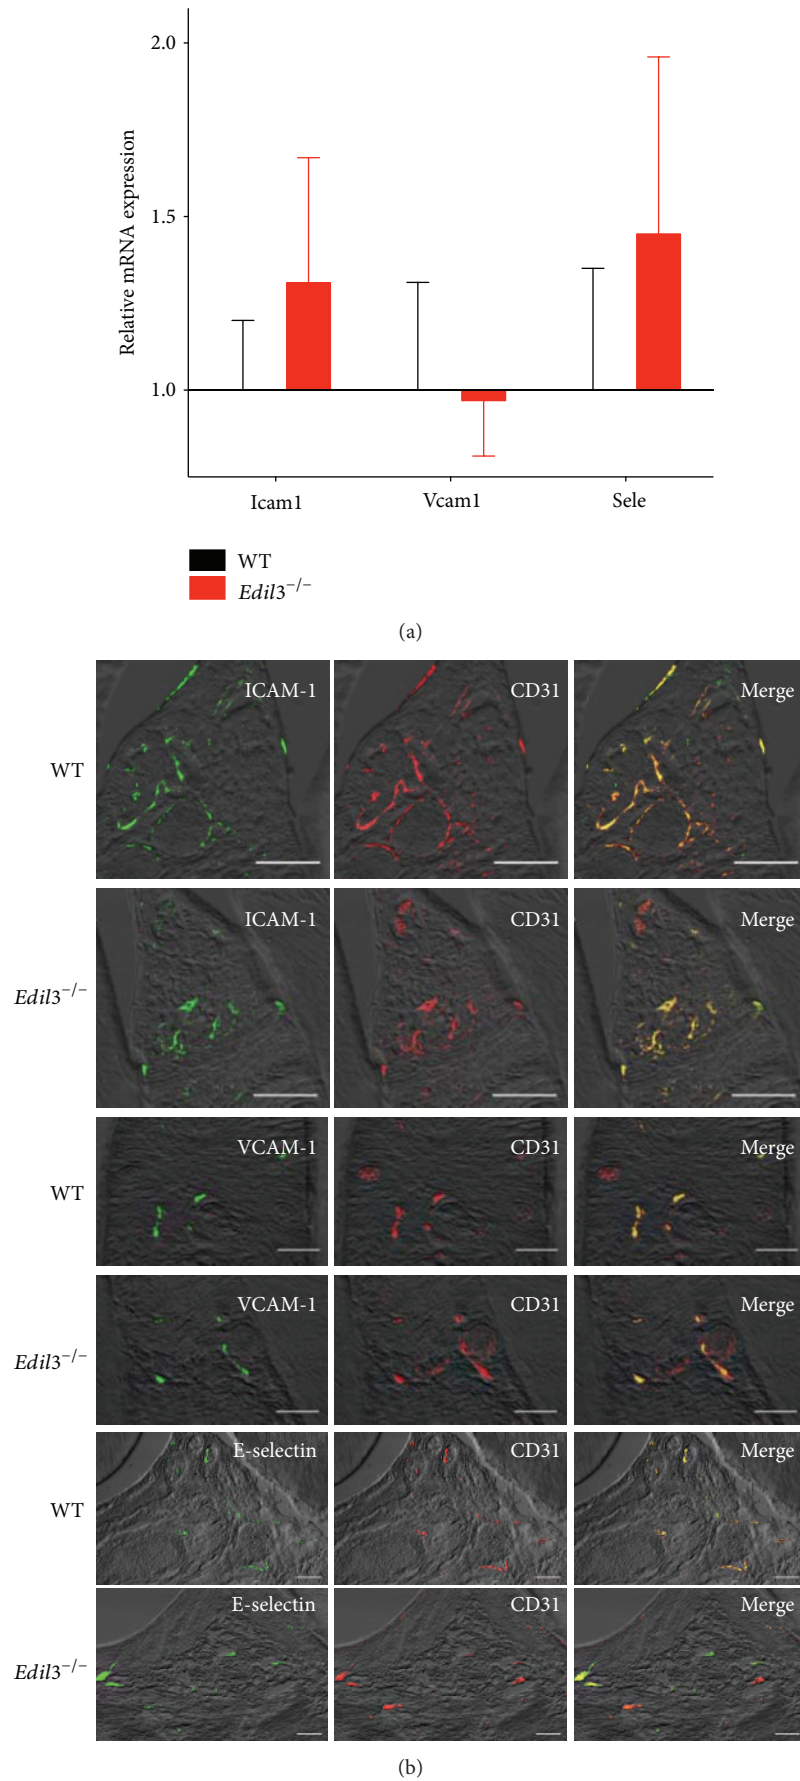 2.0
1.5
1.0
Relative mRNA expression
Icam1 Vcam1 Sele
WT
Edil3−/−
(a)
WT ICAM-1 CD31 Merge
Edil3−/− ICAM-1 CD31 Merge
WT VCAM-1 CD31 Merge
Edil3−/− VCAM-1 CD31 Merge
WT E-selectin CD31 Merge
Edil3−/− E-selectin CD31 Merge
(b)